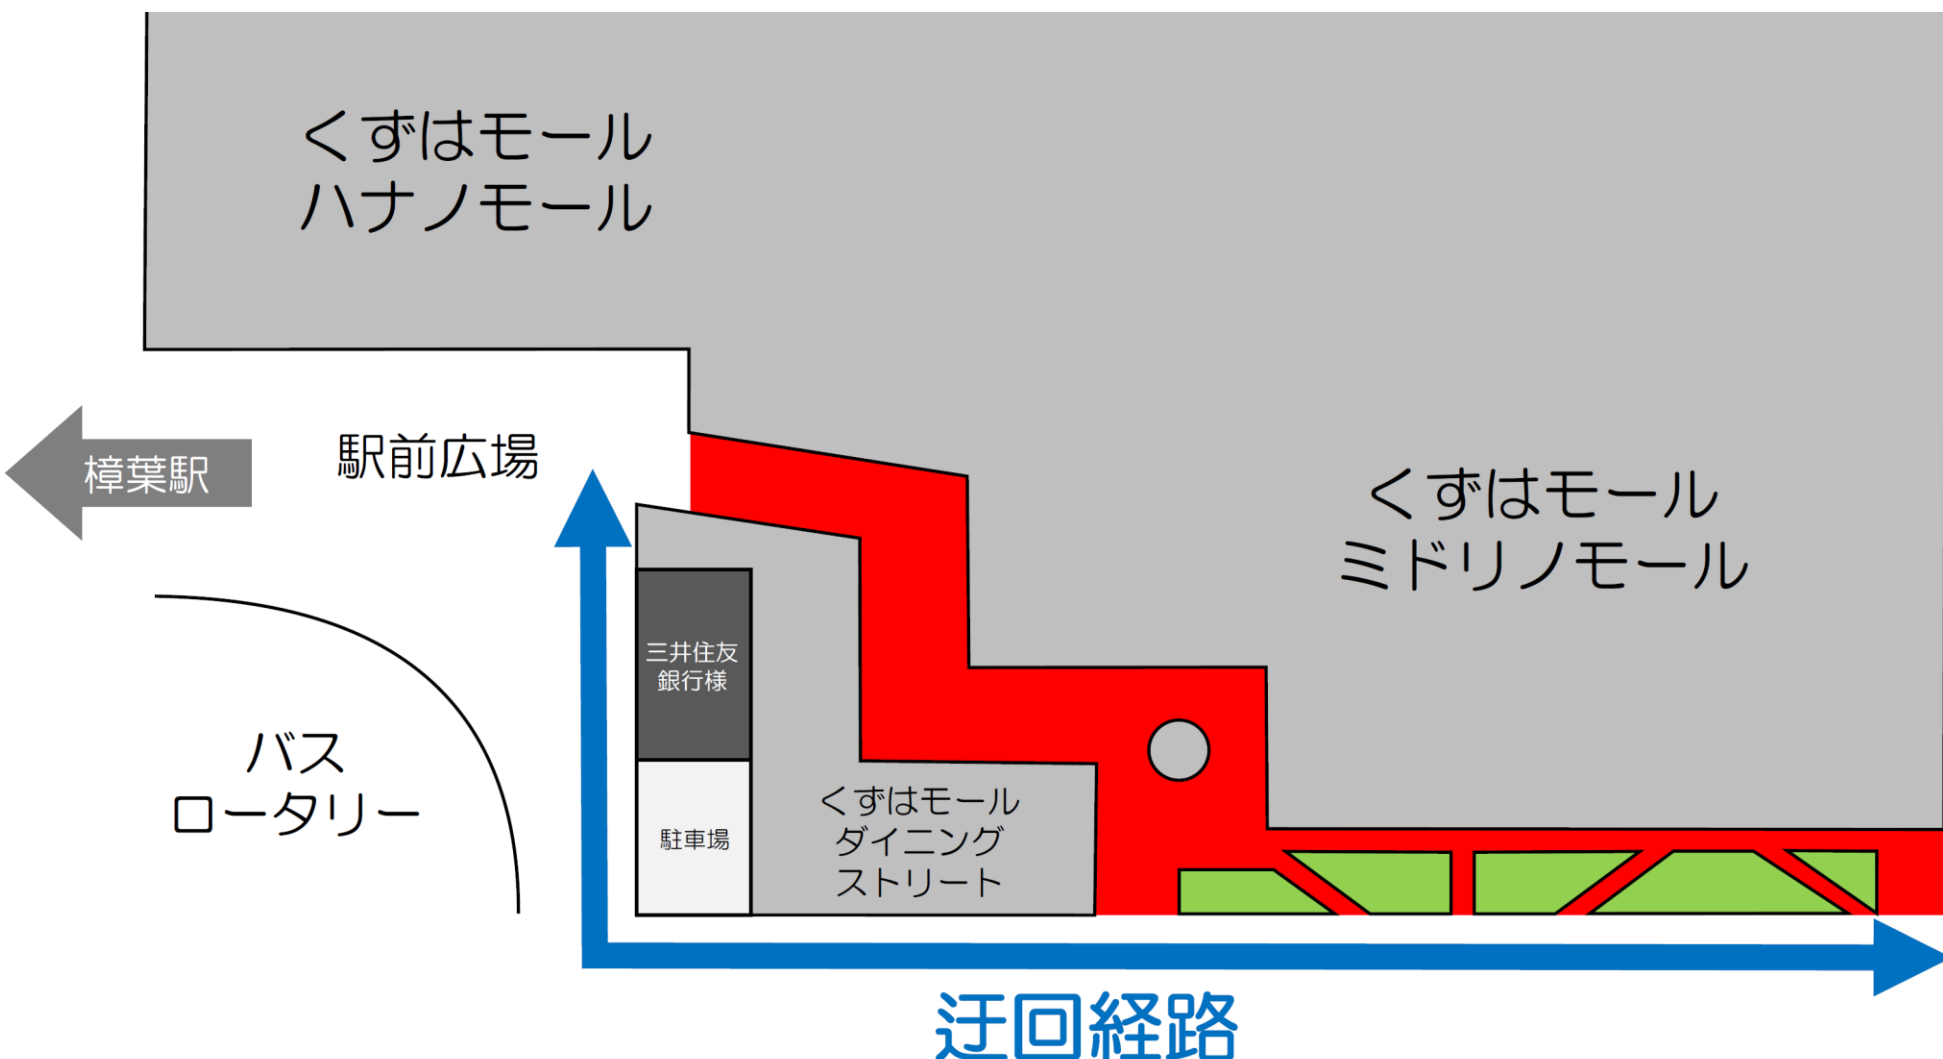 くずはモール
ハナノモール
駅前広場
樟葉駅
くずはモール
ミドリノモール
三井住友
銀行様
バス
ロータリー
駐車場
くずはモール
ダイニング
ストリート
迂回経路